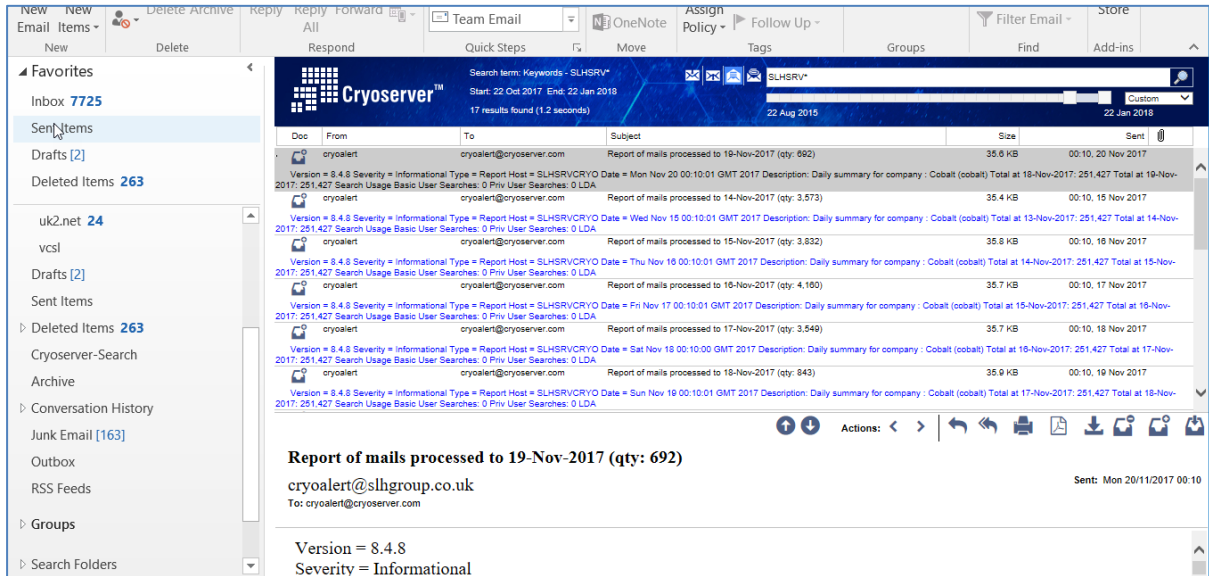 New New Delete Archive Reply Reply Forward Assign Store
Email Items All Team Email OneNote Policy Follow Up Filter Email
New Delete Respond Quick Steps Move Tags Groups Find Add-ins
Favorites
Inbox 7725
Sent Items
Drafts [2]
Deleted Items 263
uk2.net 24
vcsl
Drafts [2]
Sent Items
Deleted Items 263
Cryoserver-Search
Archive
Conversation History
Junk Email [163]
Outbox
RSS Feeds
Groups
Search Folders
Cryoserver™
Search term: Keywords - SLHSRV*
Start: 22 Oct 2017 End: 22 Jan 2018
17 results found (1.2 seconds)
SLHSRV*
Custom
22 Aug 2015 22 Jan 2018
Doc From To Subject Size Sent
cryoalert cryoalert@cryoserver.com Report of mails processed to 19-Nov-2017 (qty: 692) 35.6 KB 00:10, 20 Nov 2017
Version = 8.4.8 Severity = Informational Type = Report Host = SLHSRVCRYO Date = Mon Nov 20 00:10:01 GMT 2017 Description: Daily summary for company : Cobalt (cobalt) Total at 18-Nov-2017: 251,427 Total at 19-Nov-
2017: 251,427 Search Usage Basic User Searches: 0 Priv User Searches: 0 LDA
cryoalert cryoalert@cryoserver.com Report of mails processed to 14-Nov-2017 (qty: 3,573) 35.4 KB 00:10, 15 Nov 2017
Version = 8.4.8 Severity = Informational Type = Report Host = SLHSRVCRYO Date = Wed Nov 15 00:10:01 GMT 2017 Description: Daily summary for company : Cobalt (cobalt) Total at 13-Nov-2017: 251,427 Total at 14-Nov-
2017: 251,427 Search Usage Basic User Searches: 0 Priv User Searches: 0 LDA
cryoalert cryoalert@cryoserver.com Report of mails processed to 15-Nov-2017 (qty: 3,832) 35.8 KB 00:10, 16 Nov 2017
Version = 8.4.8 Severity = Informational Type = Report Host = SLHSRVCRYO Date = Thu Nov 16 00:10:01 GMT 2017 Description: Daily summary for company : Cobalt (cobalt) Total at 14-Nov-2017: 251,427 Total at 15-Nov-
2017: 251,427 Search Usage Basic User Searches: 0 Priv User Searches: 0 LDA
cryoalert cryoalert@cryoserver.com Report of mails processed to 16-Nov-2017 (qty: 4,160) 35.7 KB 00:10, 17 Nov 2017
Version = 8.4.8 Severity = Informational Type = Report Host = SLHSRVCRYO Date = Fri Nov 17 00:10:01 GMT 2017 Description: Daily summary for company : Cobalt (cobalt) Total at 15-Nov-2017: 251,427 Total at 16-Nov-
2017: 251,427 Search Usage Basic User Searches: 0 Priv User Searches: 0 LDA
cryoalert cryoalert@cryoserver.com Report of mails processed to 17-Nov-2017 (qty: 3,549) 35.7 KB 00:10, 18 Nov 2017
Version = 8.4.8 Severity = Informational Type = Report Host = SLHSRVCRYO Date = Sat Nov 18 00:10:00 GMT 2017 Description: Daily summary for company : Cobalt (cobalt) Total at 16-Nov-2017: 251,427 Total at 17-Nov-
2017: 251,427 Search Usage Basic User Searches: 0 Priv User Searches: 0 LDA
cryoalert cryoalert@cryoserver.com Report of mails processed to 18-Nov-2017 (qty: 843) 35.9 KB 00:10, 19 Nov 2017
Version = 8.4.8 Severity = Informational Type = Report Host = SLHSRVCRYO Date = Sun Nov 19 00:10:01 GMT 2017 Description: Daily summary for company : Cobalt (cobalt) Total at 17-Nov-2017: 251,427 Total at 18-Nov-
2017: 251,427 Search Usage Basic User Searches: 0 Priv User Searches: 0 LDA
Actions:
Report of mails processed to 19-Nov-2017 (qty: 692)
cryoalert@slhgroup.co.uk
Sent: Mon 20/11/2017 00:10
To: cryoalert@cryoserver.com
Version = 8.4.8
Severity = Informational